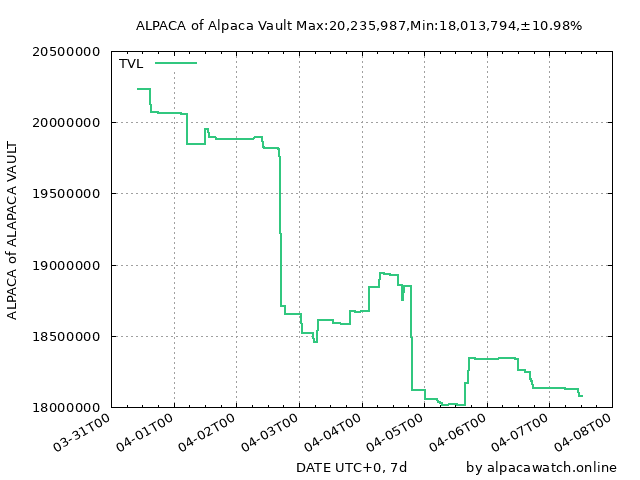 ALPACA of Alpaca Vault Max:20,235,987,Min:18,013,794,±10.98%
TVL
20500000
20000000
19500000
19000000
18500000
18000000
ALPACA of ALAPACA VAULT
03-31T00
04-01T00
04-02T00
04-03T00
04-04T00
04-05T00
04-06T00
04-07T00
04-08T00
DATE UTC+0, 7d
by alpacawatch.online